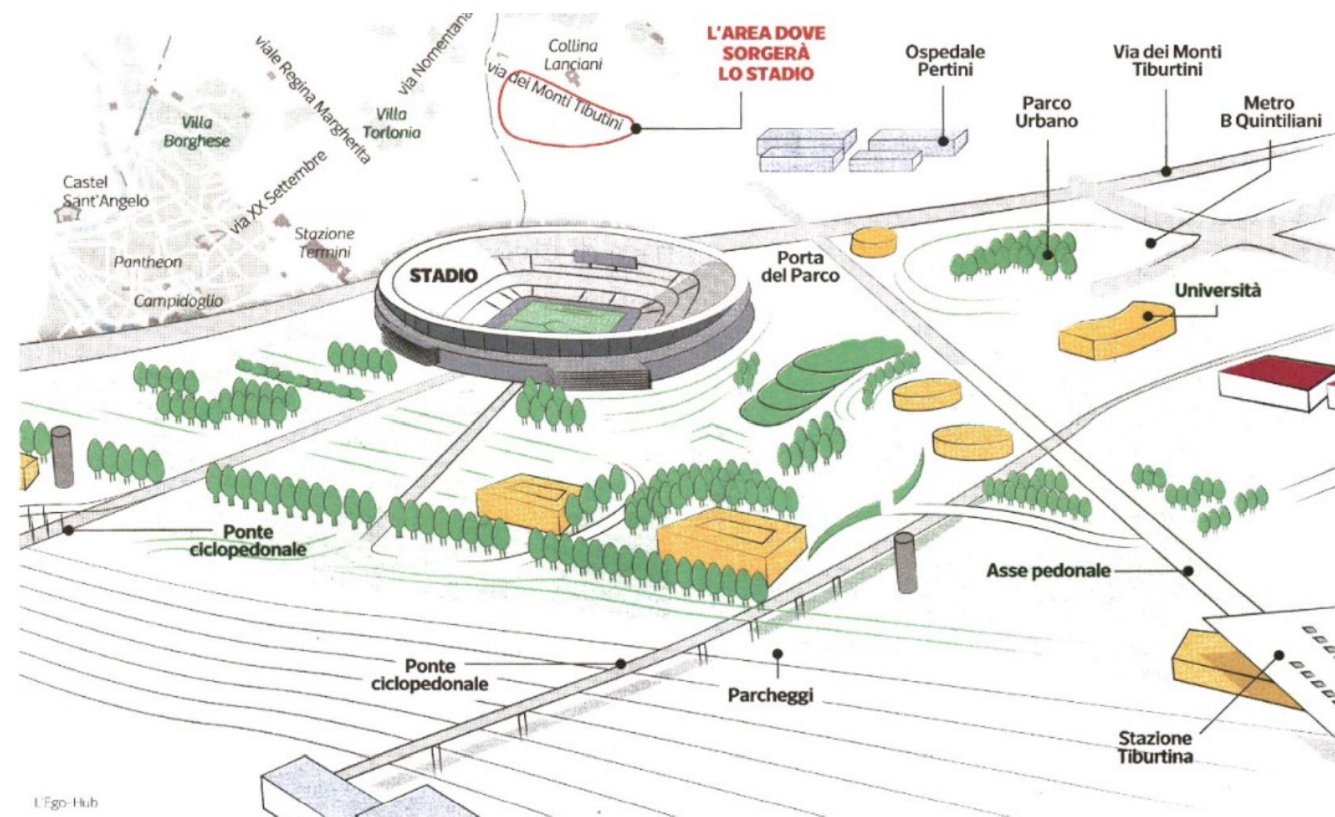 viale Regina Margherita
via Nomentana
Collina
Lanciani
via dei Monti Tibutini
L'AREA DOVE
SORGERÀ
LO STADIO
Ospedale
Pertini
Via dei Monti
Tiburtini
Parco
Urbano
Metro
B Quintiliani
Villa
Borghese
Villa
Torlonia
Castel
Sant'Angelo
via XX Settembre
Stazione
Termini
Pantheon
Campidoglio
STADIO
Porta
del Parco
Università
Ponte
ciclopedonale
Asse pedonale
Ponte
ciclopedonale
Parcheggi
Stazione
Tiburtina
L'Ego-Hub